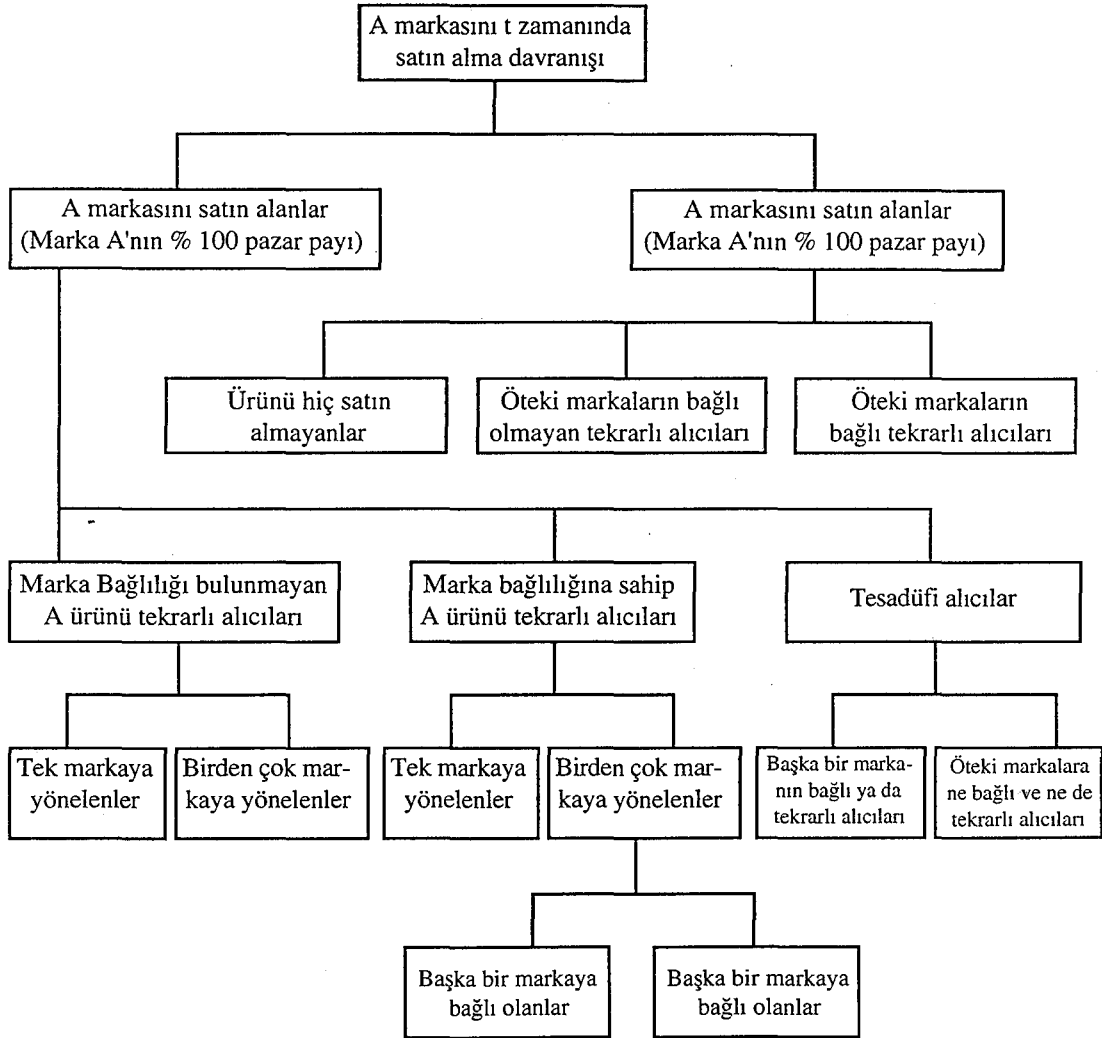 A markasını t zamanında
satın alma davranışı
A markasını satın alanlar
(Marka A'nın % 100 pazar payı)
A markasını satın alanlar
(Marka A'nın % 100 pazar payı)
Ürünü hiç satın
almayanlar
Öteki markaların bağlı
olmayan tekrarlı alıcıları
Öteki markaların
bağlı tekrarlı alıcıları
Marka Bağlılığı bulunmayan
A ürünü tekrarlı alıcıları
Marka bağlılığına sahip
A ürünü tekrarlı alıcıları
Tesadüfi alıcılar
Tek markaya
yönelenler
Birden çok mar-
kaya yönelenler
Tek markaya
yönelenler
Birden çok mar-
kaya yönelenler
Başka bir marka-
nın bağlı ya da
tekrarlı alıcıları
Öteki markalara
ne bağlı ve ne de
tekrarlı alıcıları
Başka bir markaya
bağlı olanlar
Başka bir markaya
bağlı olanlar